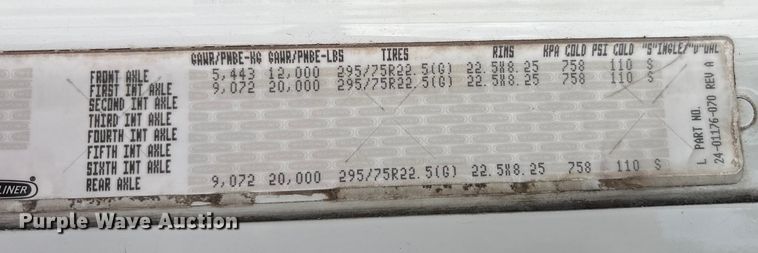 GAWR/PNBE-KG GAWR/PNBE-LBS TIRES RIMS KPA COLD PSI COLD "S"INGLE/"D"UAL
FRONT AXLE 5,443 12,000 295/75R22.5(G) 22.5X8.25 758 110 S
FIRST INT AXLE 9,072 20,000 295/75R22.5(G) 22.5X8.25 758 110 S
SECOND INT AXLE
THIRD INT AXLE
FOURTH INT AXLE
FIFTH INT AXLE
SIXTH INT AXLE
REAR AXLE 9,072 20,000 295/75R22.5(G) 22.5X8.25 758 110 S
L PART NO.
24-01176-070 REV A
LINER
Purple Wave Auction